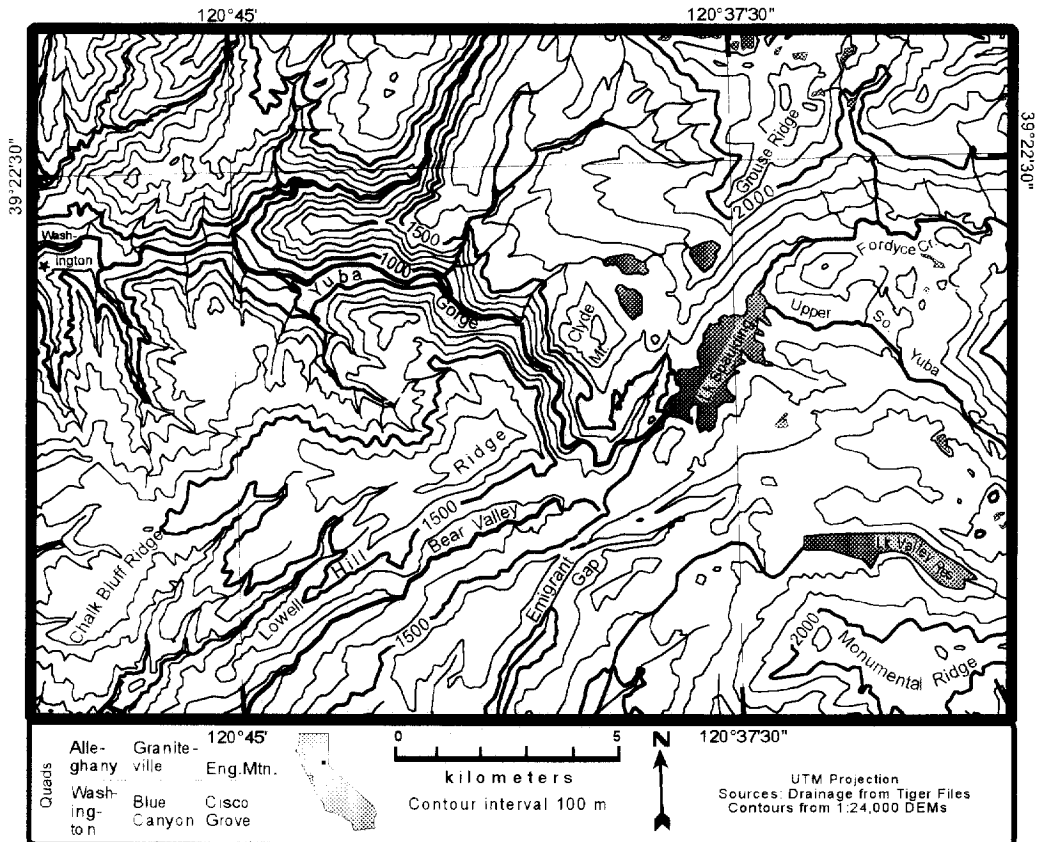 120°45'
120°37'30"
39°22'30"
39°22'30"
Grouse Ridge
2000
Wash-
ington
1500
1000
Yuba
Gorge
Fordyce Cr.
Clyde
Mt.
Lk. Spaulding
Upper
So.
Yuba
Ridge
1500
Bear Valley
Hill
Lowell
Chalk Bluff Ridge
Emigrant
Gap
1500
Lk. Valley Res.
2000
Monumental Ridge
120°45'
120°37'30"
Quads
Alle-
ghany
Granite-
ville
Eng.Mtn.
Wash-
ing-
ton
Blue
Canyon
Cisco
Grove
0 5
kilometers
Contour interval 100 m
N
UTM Projection
Sources: Drainage from Tiger Files
Contours from 1:24,000 DEMs